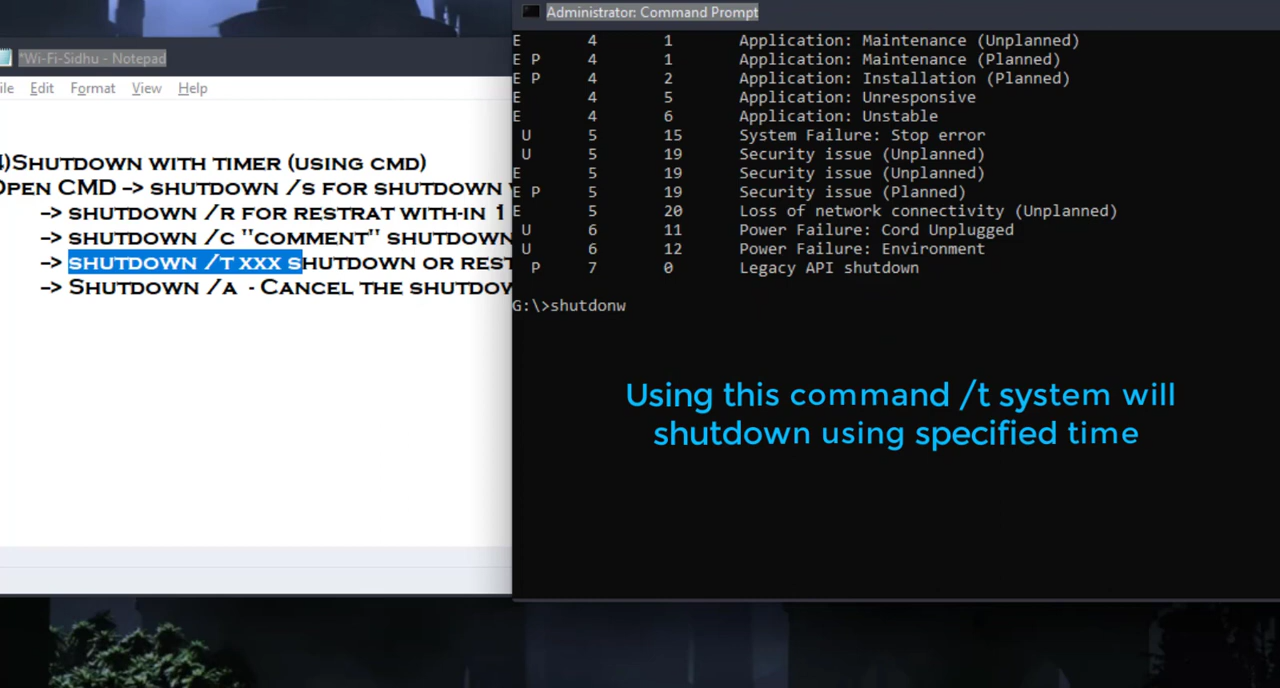 *Wi-Fi-Sidhu - Notepad
Edit Format View Help
)SHUTDOWN WITH TIMER (USING CMD)
OPEN CMD -> SHUTDOWN /S FOR SHUTDOWN
-> SHUTDOWN /R FOR RESTRAT WITH-IN 1
-> SHUTDOWN /C "COMMENT" SHUTDOWN
-> SHUTDOWN /T XXX SHUTDOWN OR REST
-> SHUTDOWN /A - CANCEL THE SHUTDOW
Administrator: Command Prompt
E 4 1 Application: Maintenance (Unplanned)
E P 4 1 Application: Maintenance (Planned)
E P 4 2 Application: Installation (Planned)
E 4 5 Application: Unresponsive
E 4 6 Application: Unstable
U 5 15 System Failure: Stop error
U 5 19 Security issue (Unplanned)
E 5 19 Security issue (Unplanned)
E P 5 19 Security issue (Planned)
E 5 20 Loss of network connectivity (Unplanned)
U 6 11 Power Failure: Cord Unplugged
U 6 12 Power Failure: Environment
P 7 0 Legacy API shutdown
G:\>shutdonw
Using this command /t system will
shutdown using specified time